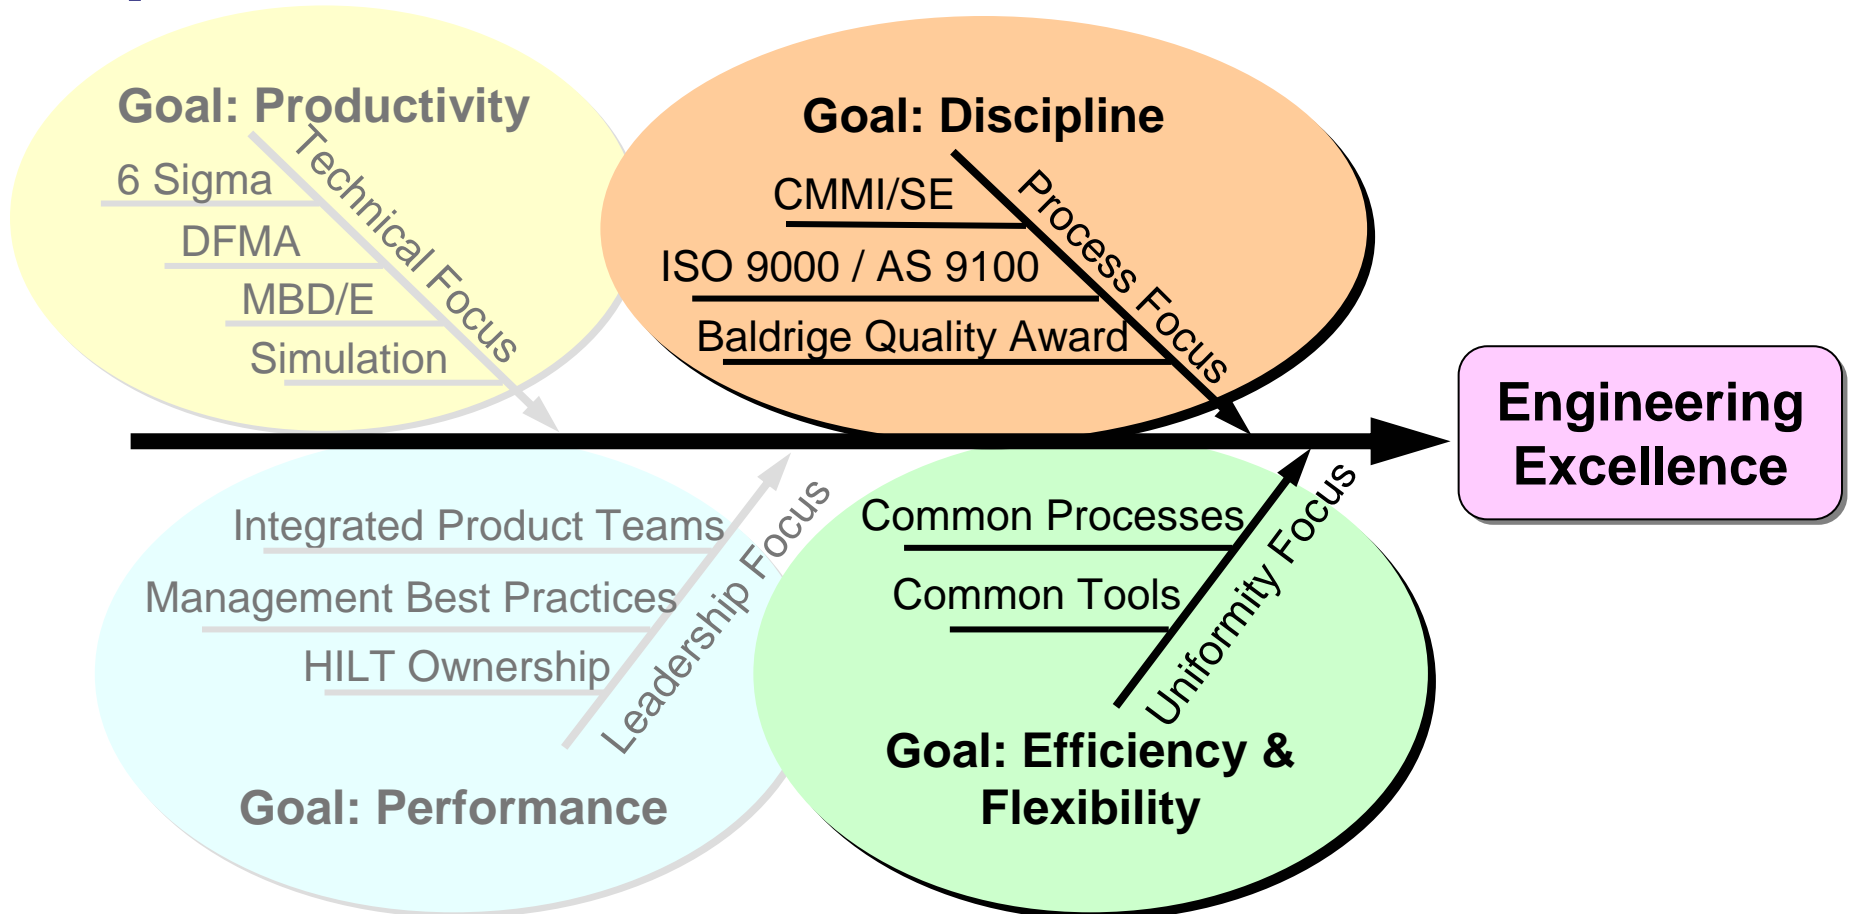 Goal: Productivity
Technical Focus
6 Sigma
DFMA
MBD/E
Simulation
Goal: Discipline
Process Focus
CMMI/SE
ISO 9000 / AS 9100
Baldrige Quality Award
Engineering
Excellence
Integrated Product Teams
Management Best Practices
HILT Ownership
Leadership Focus
Goal: Performance
Common Processes
Common Tools
Uniformity Focus
Goal: Efficiency &
Flexibility